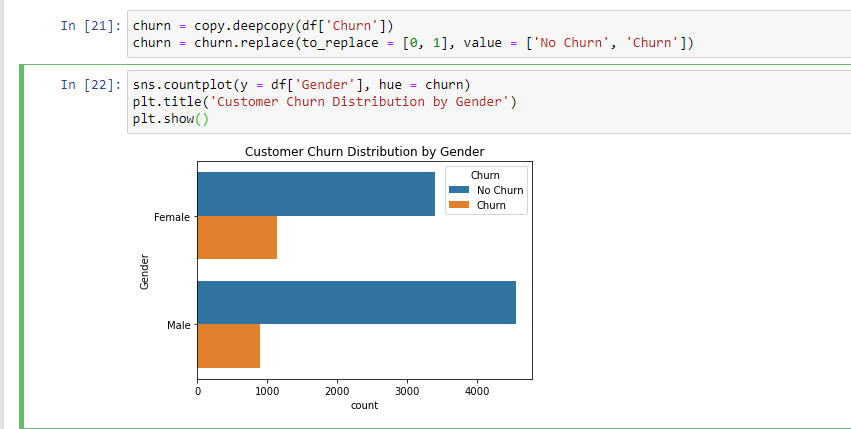 In [21]: churn = copy.deepcopy(df['Churn'])
churn = churn.replace(to_replace = [0, 1], value = ['No Churn', 'Churn'])
In [22]: sns.countplot(y = df['Gender'], hue = churn)
plt.title('Customer Churn Distribution by Gender')
plt.show()
Customer Churn Distribution by Gender
Churn
No Churn
Churn
Female
Gender
Male
0 1000 2000 3000 4000
count